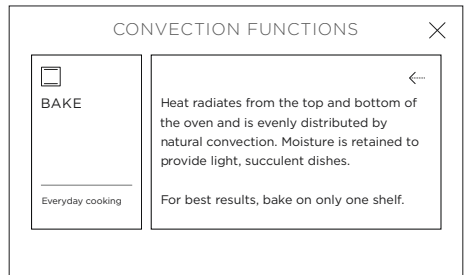 CONVECTION FUNCTIONS
BAKE
Everyday cooking
Heat radiates from the top and bottom of
the oven and is evenly distributed by
natural convection. Moisture is retained to
provide light, succulent dishes.
For best results, bake on only one shelf.